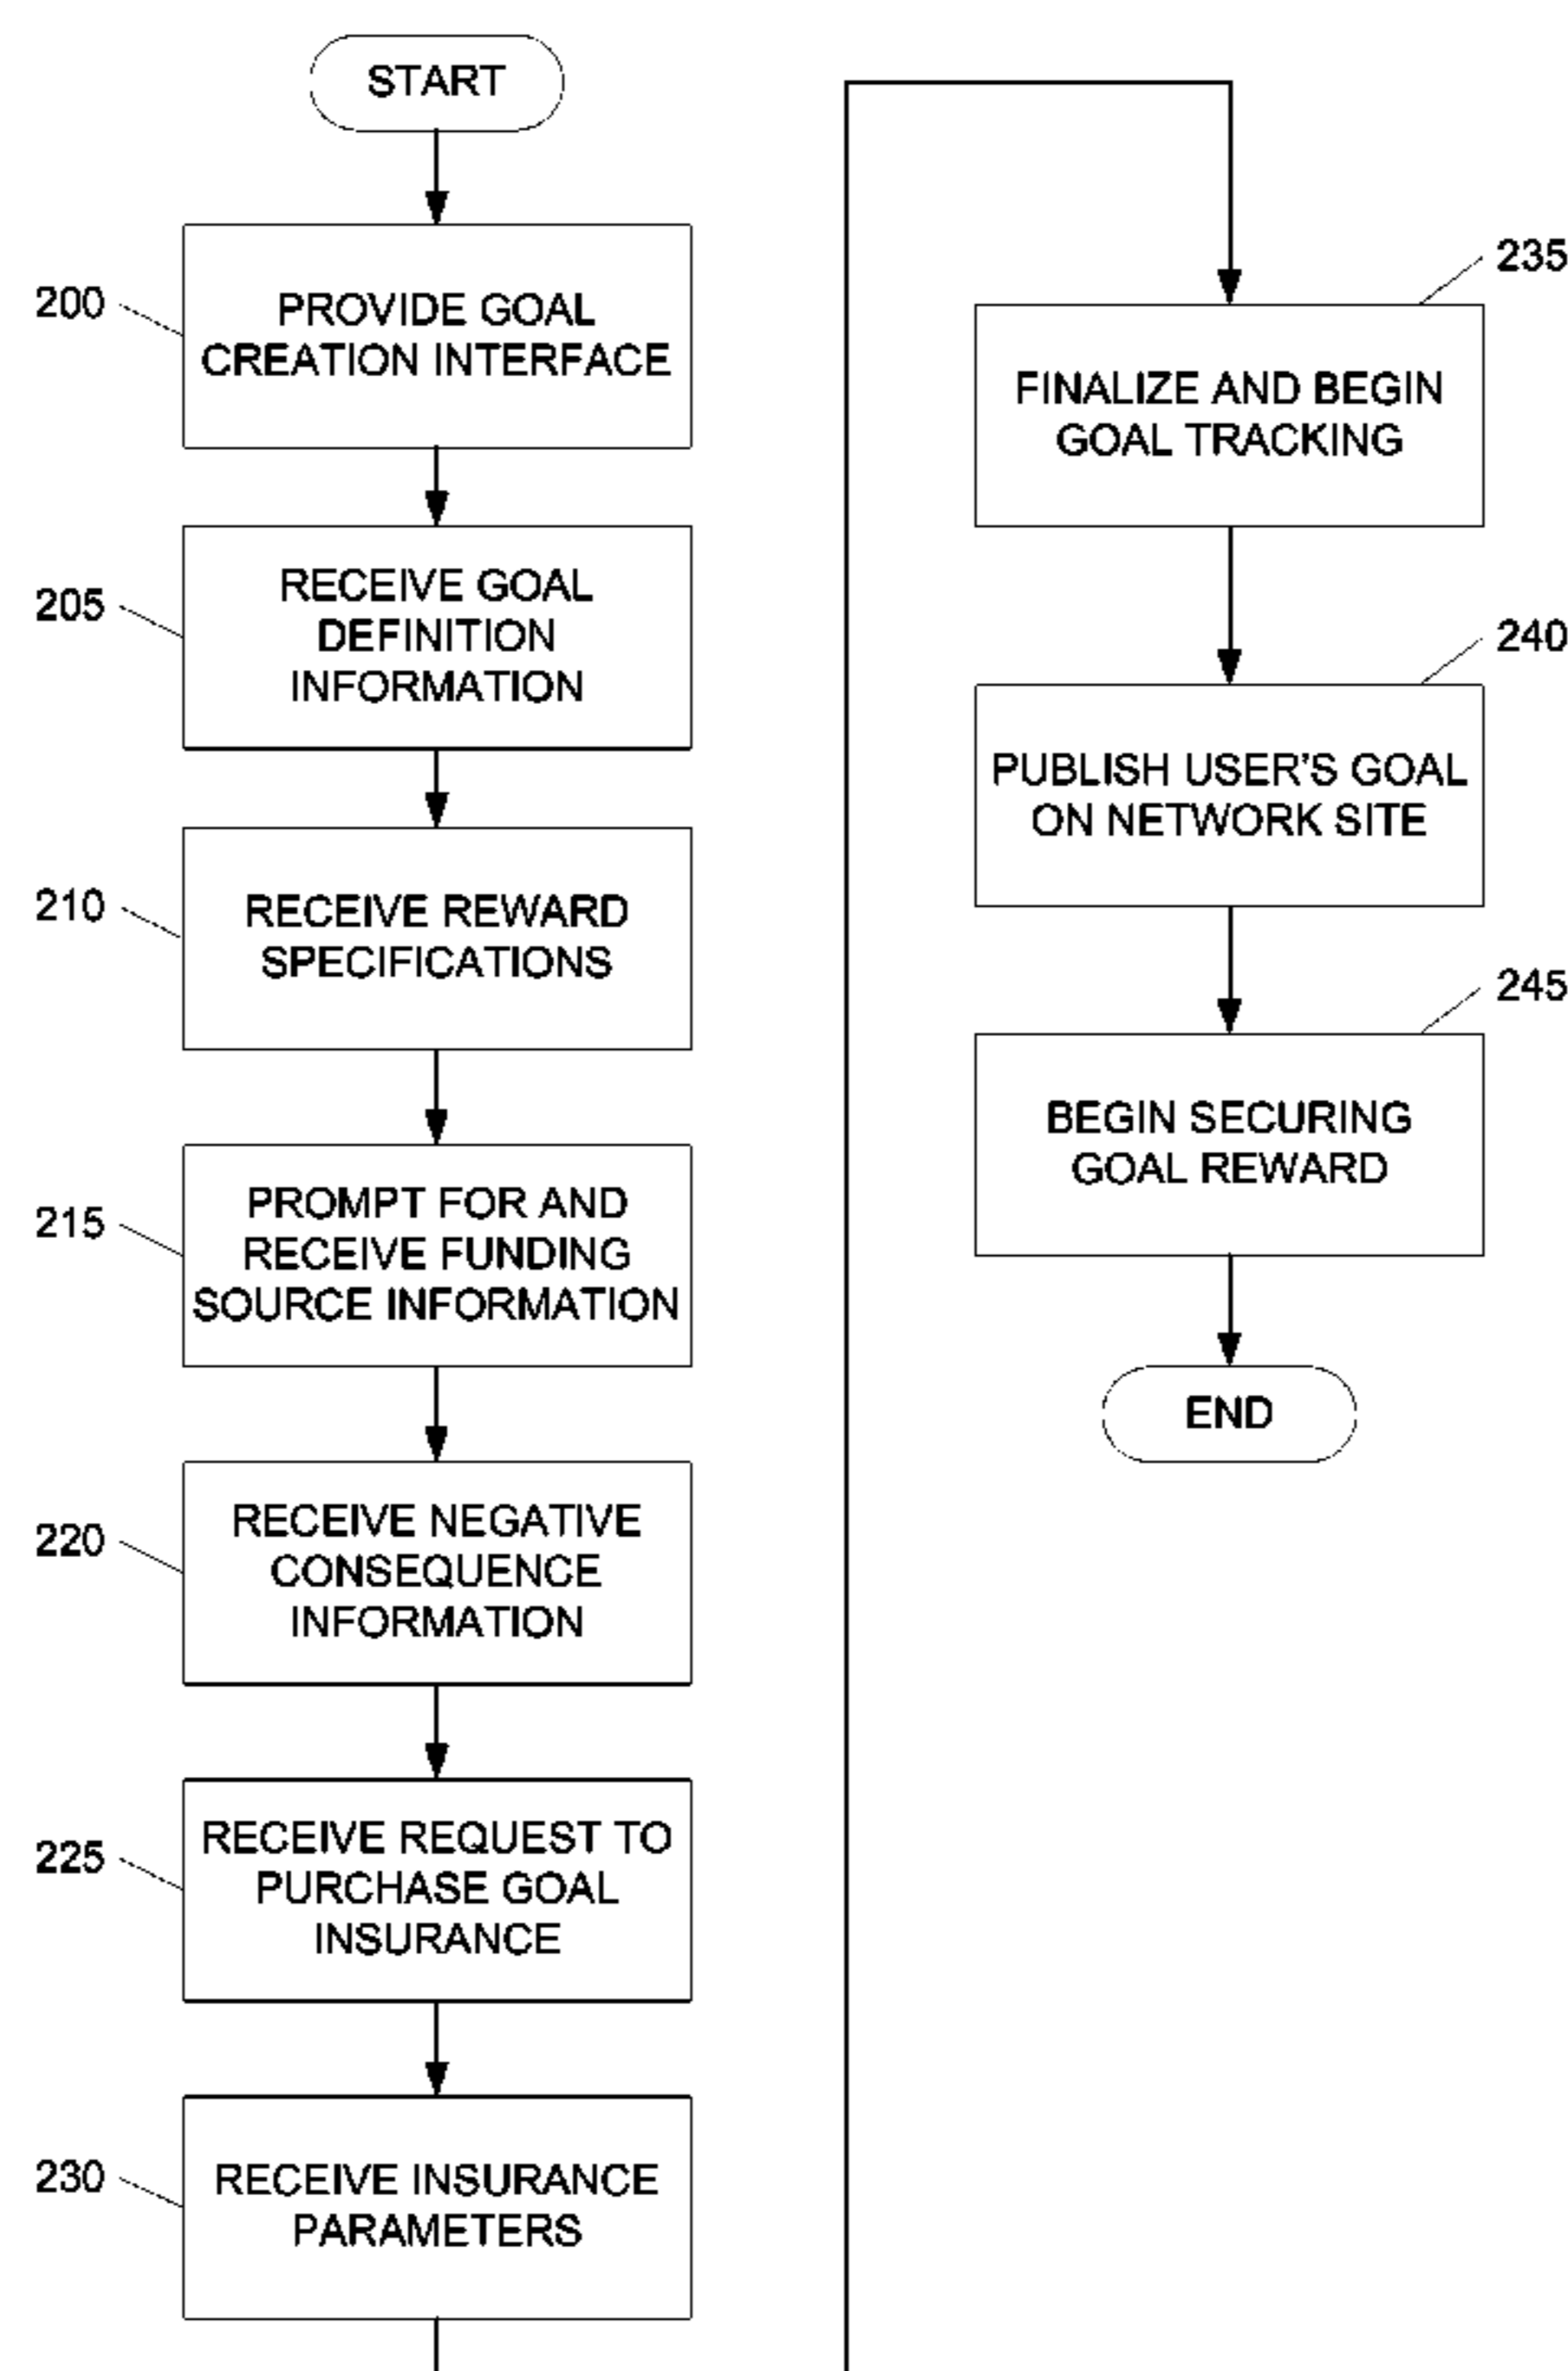 START
200
PROVIDE GOAL
CREATION INTERFACE
205
RECEIVE GOAL
DEFINITION
INFORMATION
210
RECEIVE REWARD
SPECIFICATIONS
215
PROMPT FOR AND
RECEIVE FUNDING
SOURCE INFORMATION
220
RECEIVE NEGATIVE
CONSEQUENCE
INFORMATION
225
RECEIVE REQUEST TO
PURCHASE GOAL
INSURANCE
230
RECEIVE INSURANCE
PARAMETERS
235
FINALIZE AND BEGIN
GOAL TRACKING
240
PUBLISH USER'S GOAL
ON NETWORK SITE
245
BEGIN SECURING
GOAL REWARD
END